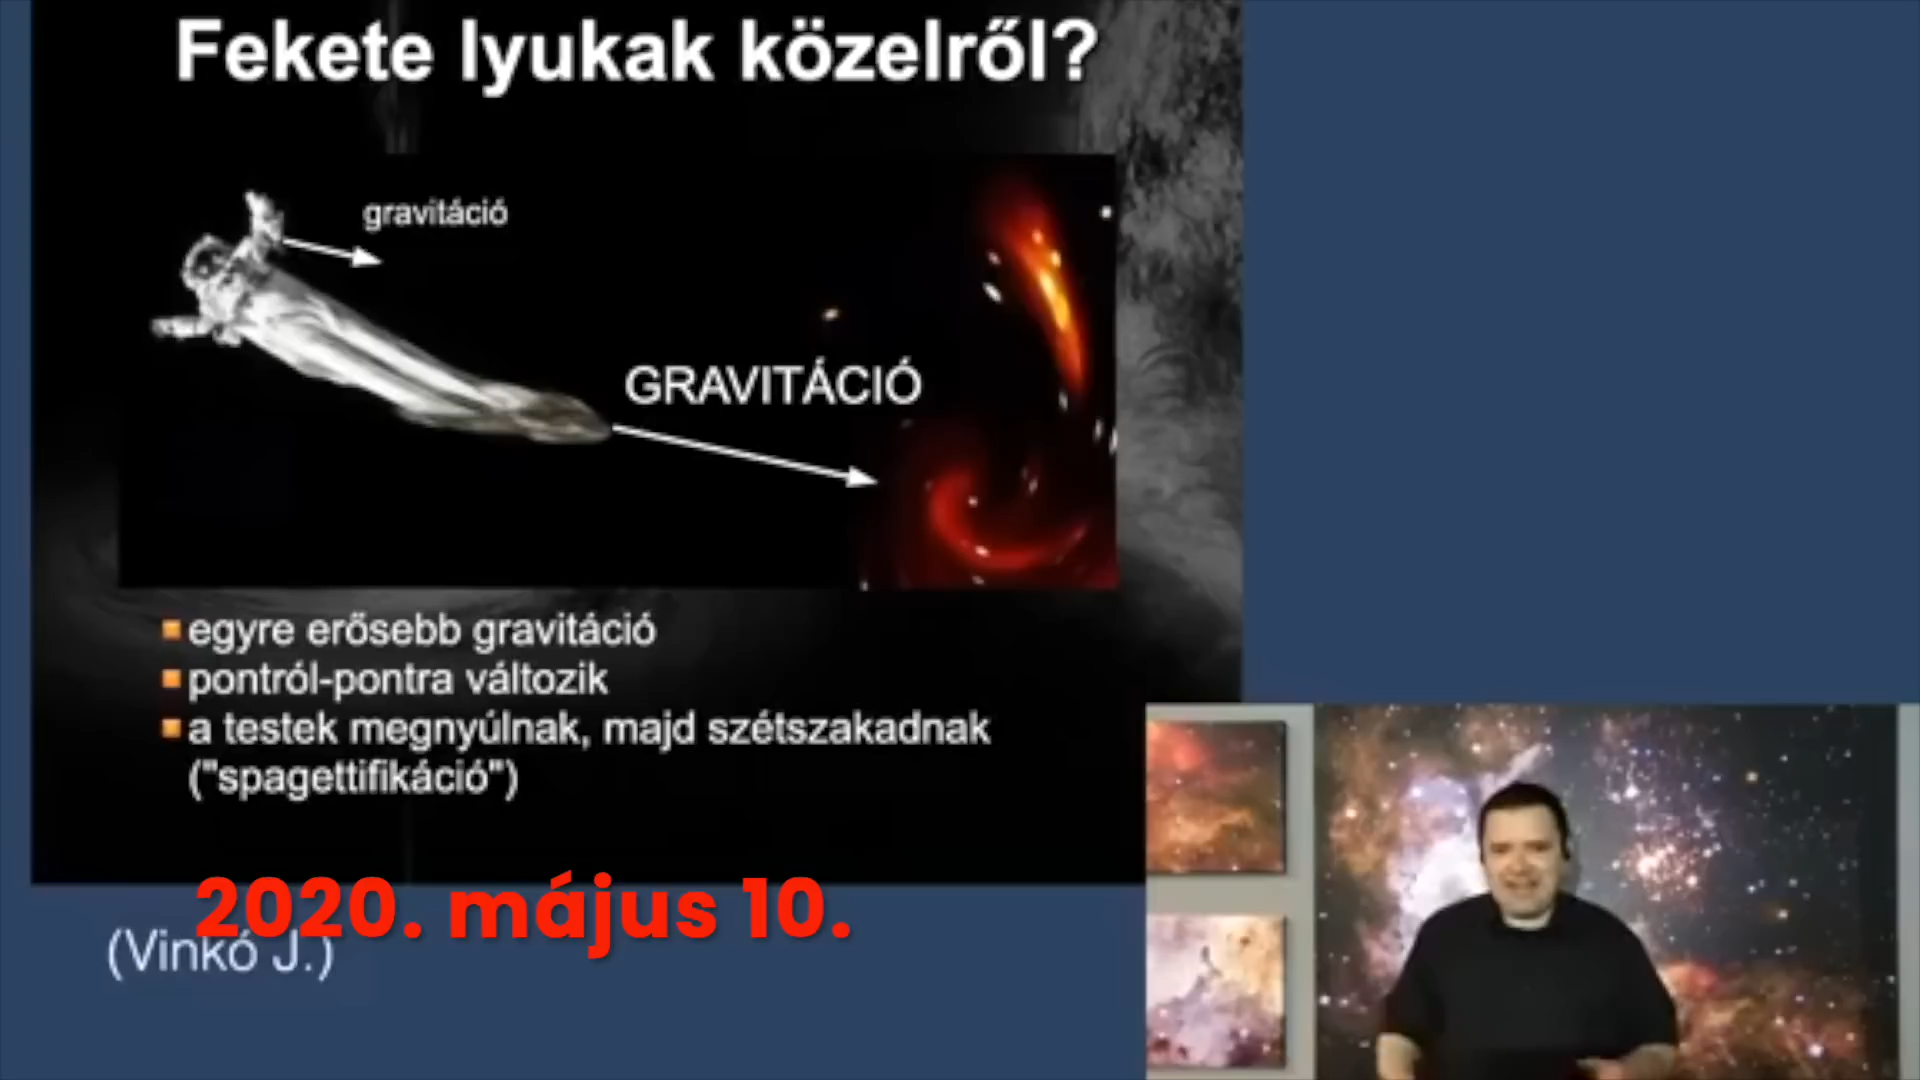 Fekete lyukak közelről?
gravitáció
GRAVITÁCIÓ
egyre erősebb gravitáció
pontról-pontra változik
a testek megnyúlnak, majd szétszakadnak
("spagettifikáció")
2020. május 10.
(Vinkó J.)